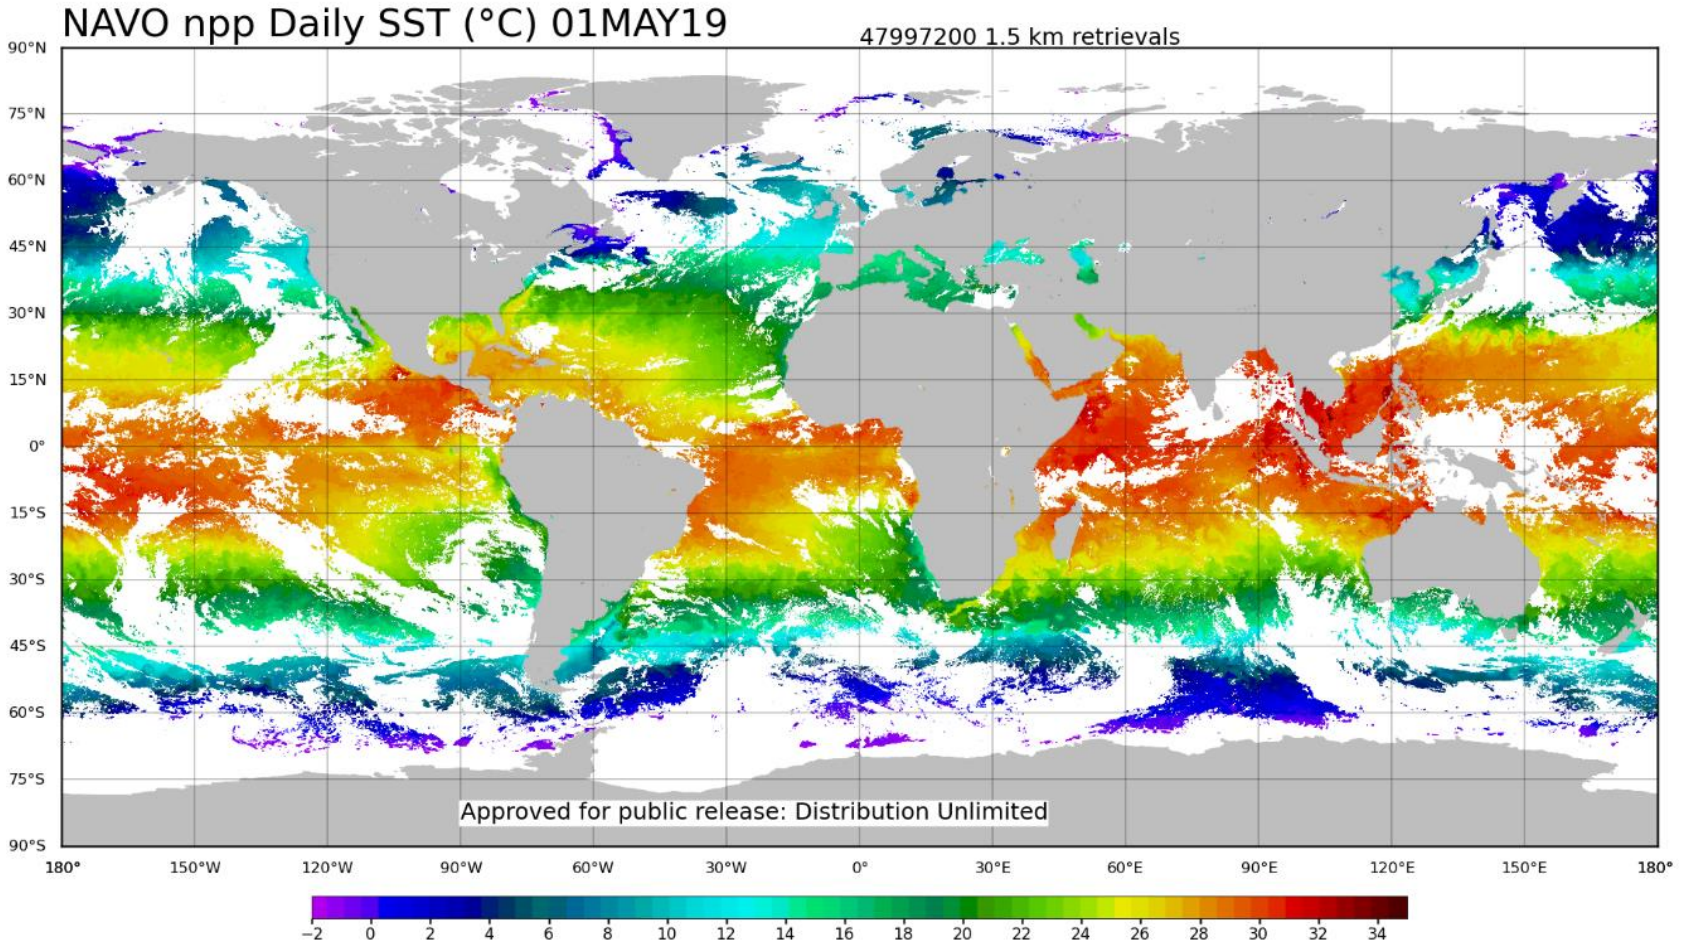 NAVO npp Daily SST (°C) 01MAY19
47997200 1.5 km retrievals
90°N
75°N
60°N
45°N
30°N
15°N
0°
15°S
30°S
45°S
60°S
75°S
90°S
Approved for public release: Distribution Unlimited
180° 150°W 120°W 90°W 60°W 30°W 0° 30°E 60°E 90°E 120°E 150°E 180°
−2 0 2 4 6 8 10 12 14 16 18 20 22 24 26 28 30 32 34